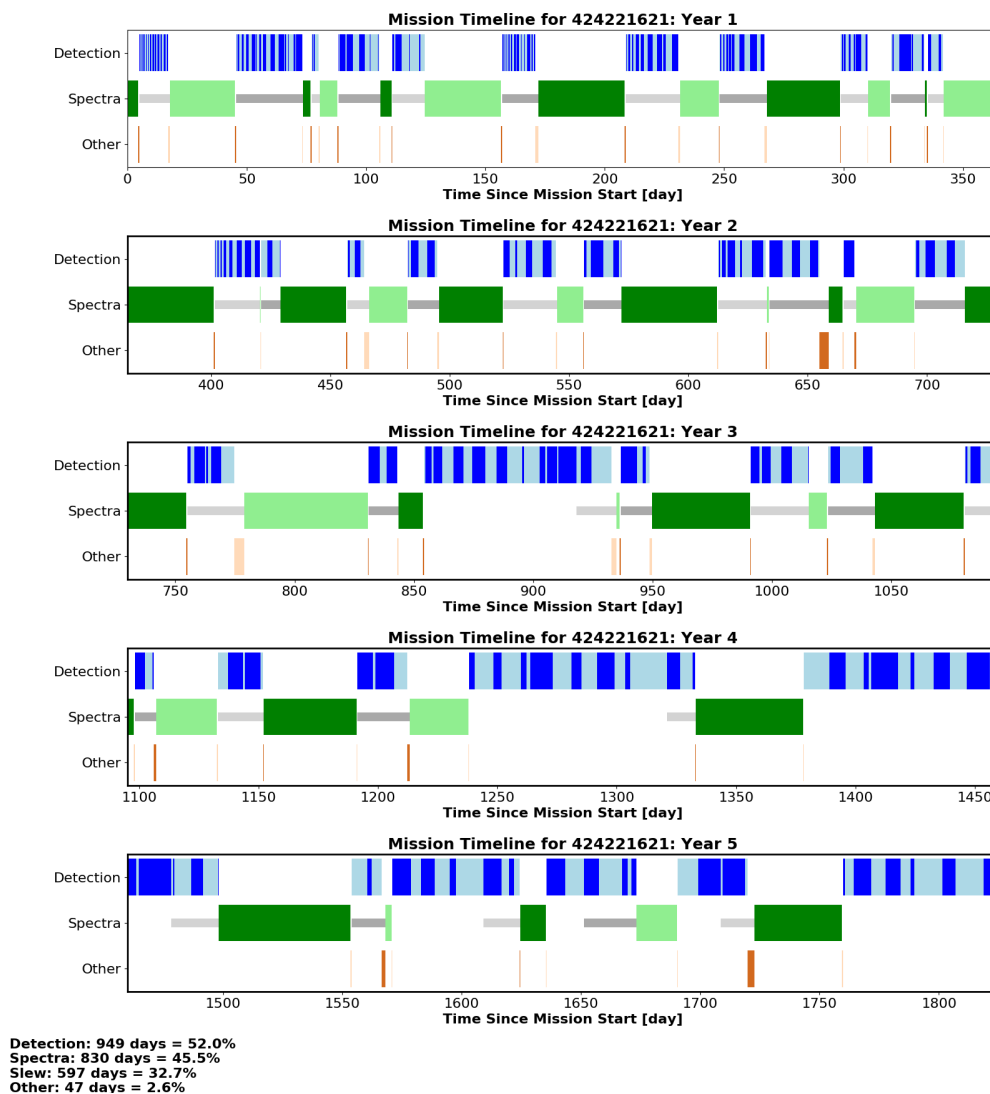 Mission Timeline for 424221621: Year 1
Detection
Spectra
Other
0 50 100 150 200 250 300 350
Time Since Mission Start [day]
Mission Timeline for 424221621: Year 2
Detection
Spectra
Other
400 450 500 550 600 650 700
Time Since Mission Start [day]
Mission Timeline for 424221621: Year 3
Detection
Spectra
Other
750 800 850 900 950 1000 1050
Time Since Mission Start [day]
Mission Timeline for 424221621: Year 4
Detection
Spectra
Other
1100 1150 1200 1250 1300 1350 1400 1450
Time Since Mission Start [day]
Mission Timeline for 424221621: Year 5
Detection
Spectra
Other
1500 1550 1600 1650 1700 1750 1800
Time Since Mission Start [day]
Detection: 949 days = 52.0%
Spectra: 830 days = 45.5%
Slew: 597 days = 32.7%
Other: 47 days = 2.6%